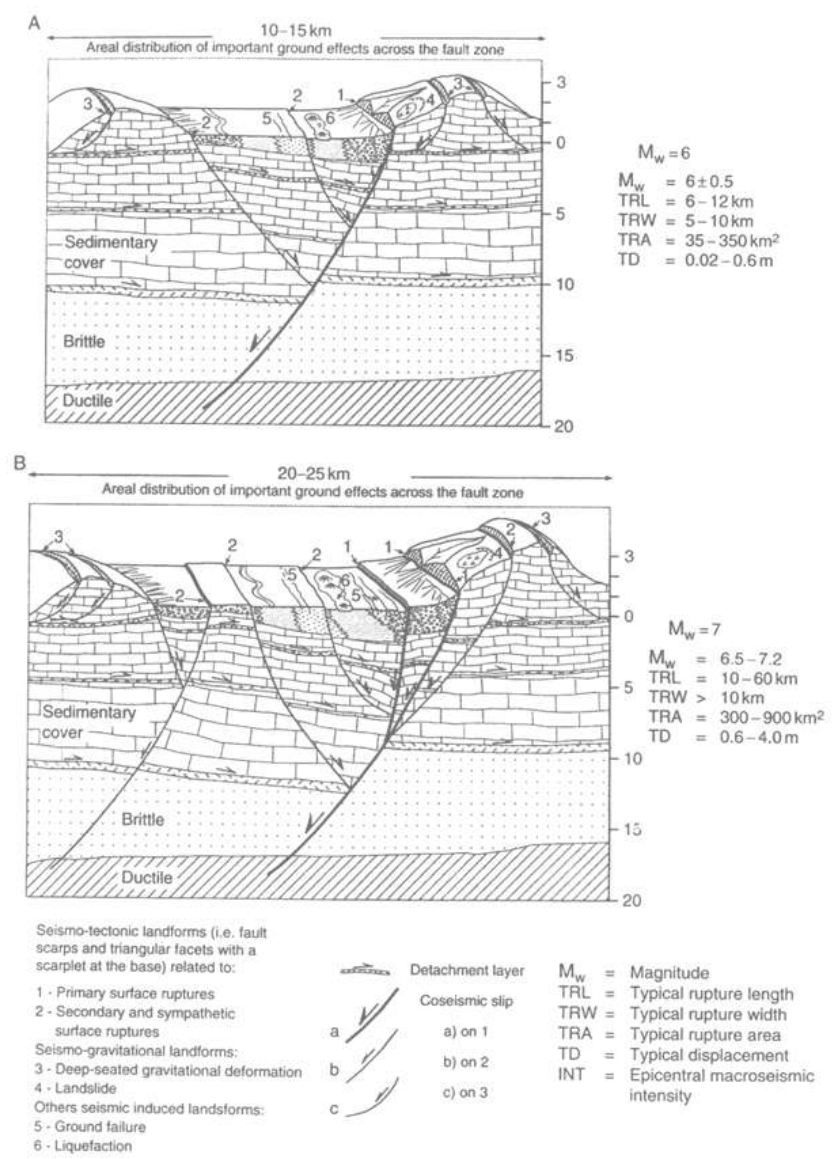 A
10–15 km
Areal distribution of important ground effects across the fault zone
3
2
1
4
3
3
2
5
6
0
5
10
15
20
Sedimentary
cover
Brittle
Ductile
Mw = 6
Mw = 6 ± 0.5
TRL = 6–12 km
TRW = 5–10 km
TRA = 35–350 km²
TD = 0.02–0.6 m
B
20–25 km
Areal distribution of important ground effects across the fault zone
3
2
2
1
1
4
2
3
3
2
5
6
5
1
0
5
10
15
20
Sedimentary
cover
Brittle
Ductile
Mw = 7
Mw = 6.5–7.2
TRL = 10–60 km
TRW > 10 km
TRA = 300–900 km²
TD = 0.6–4.0 m
Seismo-tectonic landforms (i.e. fault
scarps and triangular facets with a
scarplet at the base) related to:
1 - Primary surface ruptures
2 - Secondary and sympathetic
surface ruptures
Seismo-gravitational landforms:
3 - Deep-seated gravitational deformation
4 - Landslide
Others seismic induced landsforms:
5 - Ground failure
6 - Liquefaction
Detachment layer
Coseismic slip
a
a) on 1
b
b) on 2
c
c) on 3
Mw = Magnitude
TRL = Typical rupture length
TRW = Typical rupture width
TRA = Typical rupture area
TD = Typical displacement
INT = Epicentral macroseismic
intensity